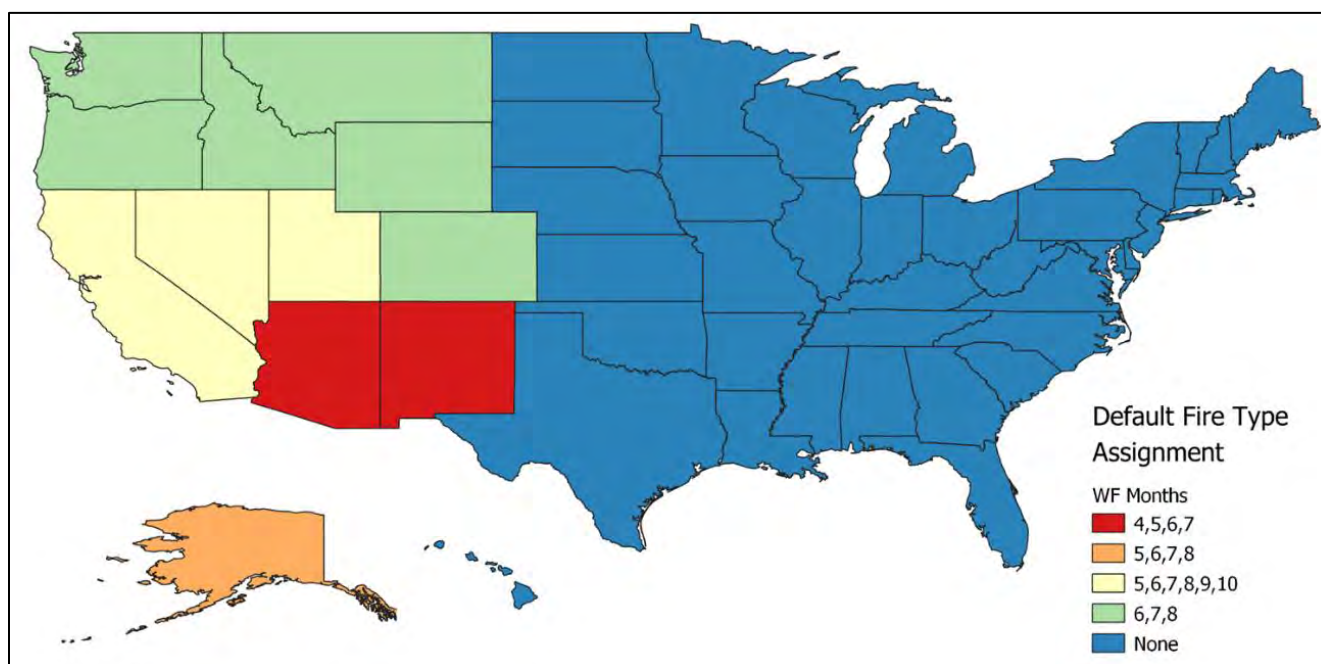 Default Fire Type
Assignment
WF Months
4,5,6,7
5,6,7,8
5,6,7,8,9,10
6,7,8
None